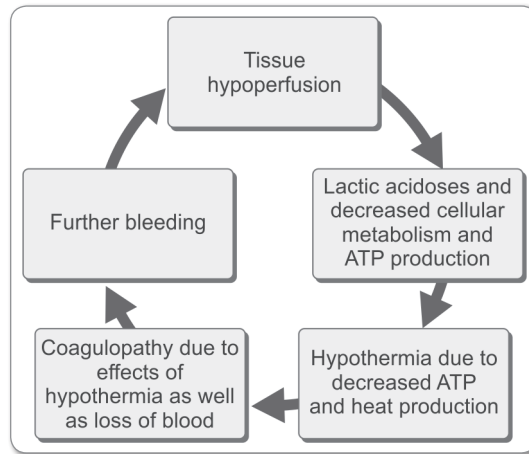 Tissue
hypoperfusion
Lactic acidoses and
decreased cellular
metabolism and
ATP production
Hypothermia due to
decreased ATP
and heat production
Coagulopathy due to
effects of
hypothermia as well
as loss of blood
Further bleeding